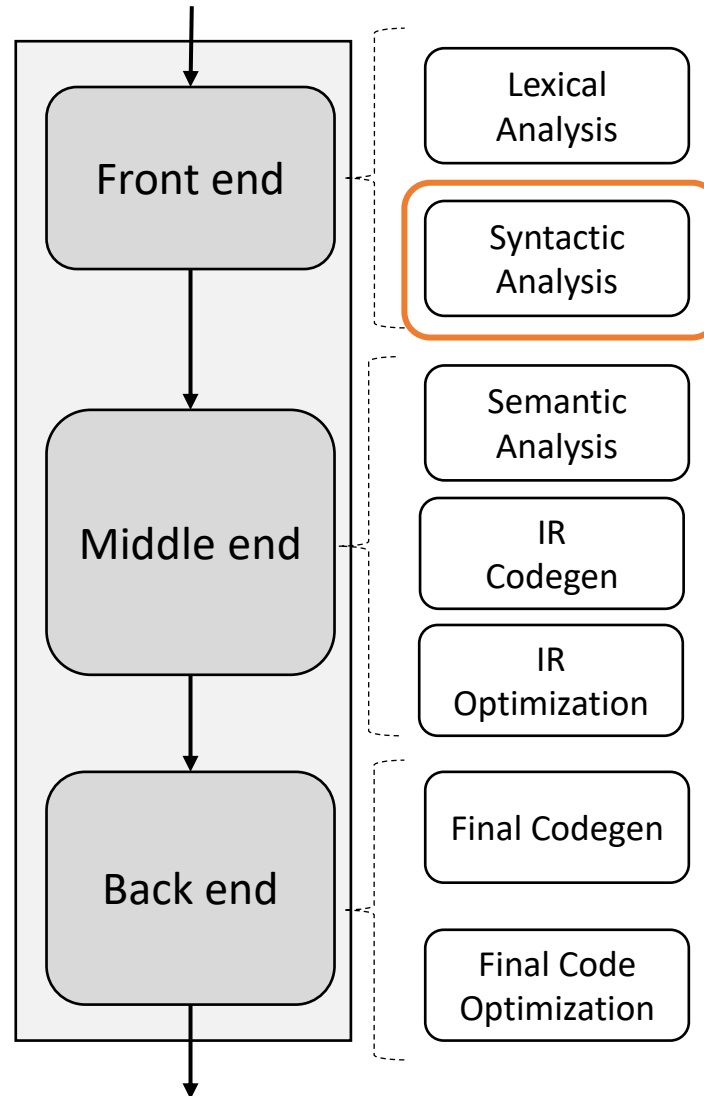 Front end
Lexical
Analysis
Syntactic
Analysis
Middle end
Semantic
Analysis
IR
Codegen
IR
Optimization
Back end
Final Codegen
Final Code
Optimization